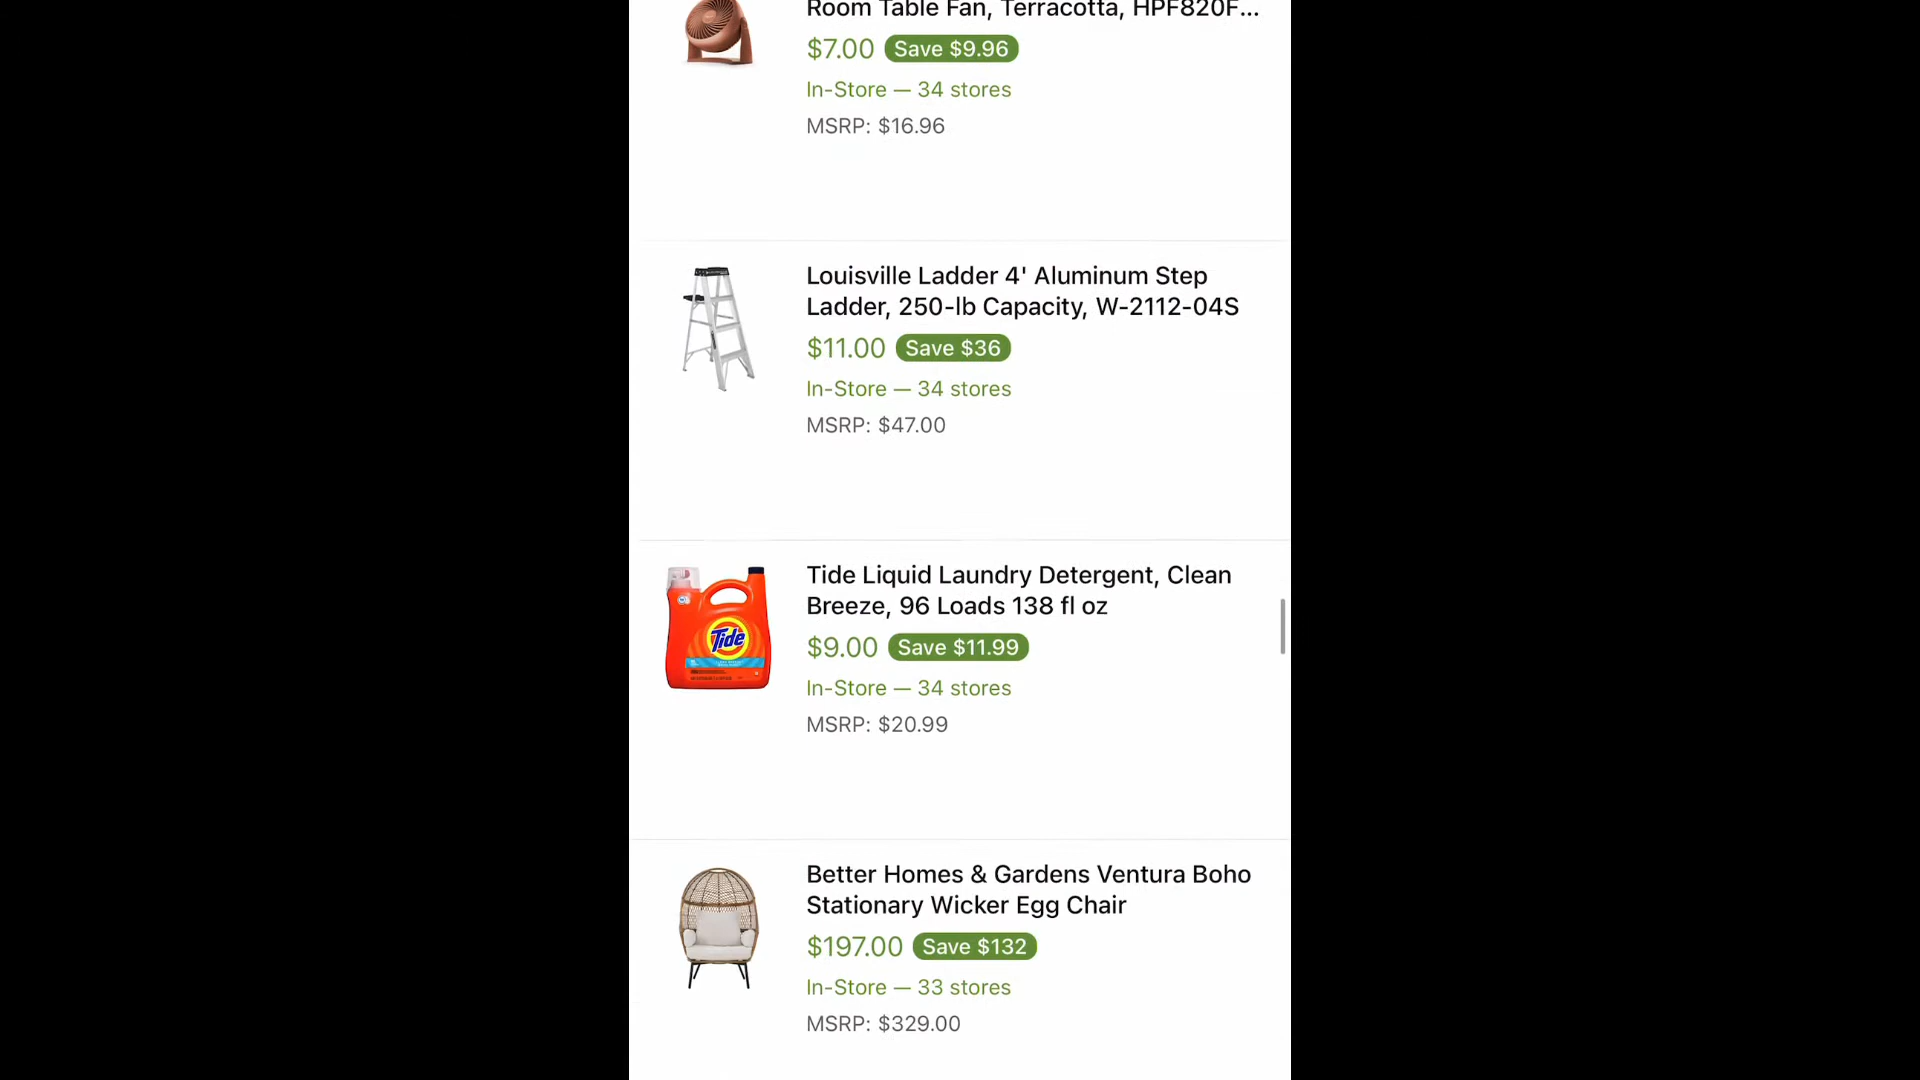 Room Table Fan, Terracotta, HPF820F...
$7.00 Save $9.96
In-Store — 34 stores
MSRP: $16.96
Louisville Ladder 4' Aluminum Step
Ladder, 250-lb Capacity, W-2112-04S
$11.00 Save $36
In-Store — 34 stores
MSRP: $47.00
Tide Liquid Laundry Detergent, Clean
Breeze, 96 Loads 138 fl oz
$9.00 Save $11.99
In-Store — 34 stores
MSRP: $20.99
Tide
Better Homes & Gardens Ventura Boho
Stationary Wicker Egg Chair
$197.00 Save $132
In-Store — 33 stores
MSRP: $329.00